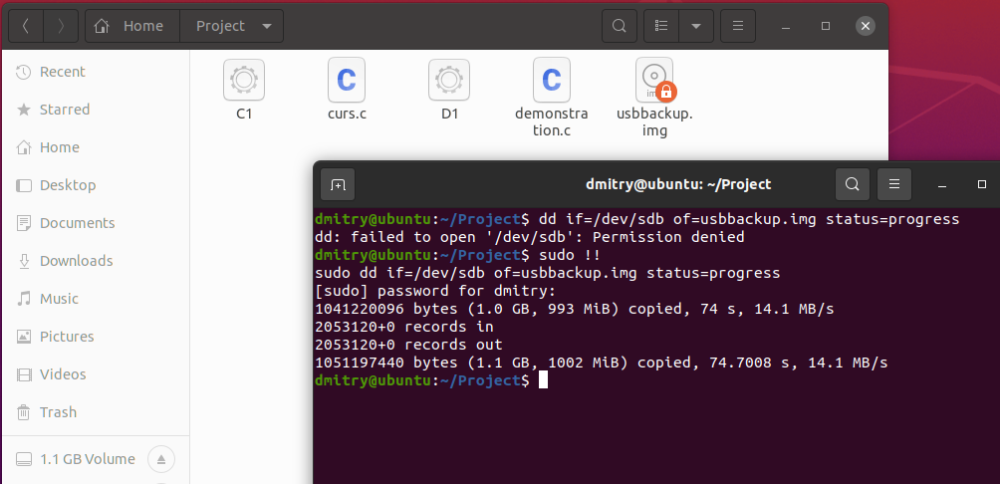 Home
Project
Recent
Starred
Home
Desktop
Documents
Downloads
Music
Pictures
Videos
Trash
1.1 GB Volume
C1
curs.c
D1
demonstra
tion.c
usbbackup.
img
dmitry@ubuntu: ~/Project
dmitry@ubuntu:~/Project$ dd if=/dev/sdb of=usbbackup.img status=progress
dd: failed to open '/dev/sdb': Permission denied
dmitry@ubuntu:~/Project$ sudo !!
sudo dd if=/dev/sdb of=usbbackup.img status=progress
[sudo] password for dmitry:
1041220096 bytes (1.0 GB, 993 MiB) copied, 74 s, 14.1 MB/s
2053120+0 records in
2053120+0 records out
1051197440 bytes (1.1 GB, 1002 MiB) copied, 74.7008 s, 14.1 MB/s
dmitry@ubuntu:~/Project$